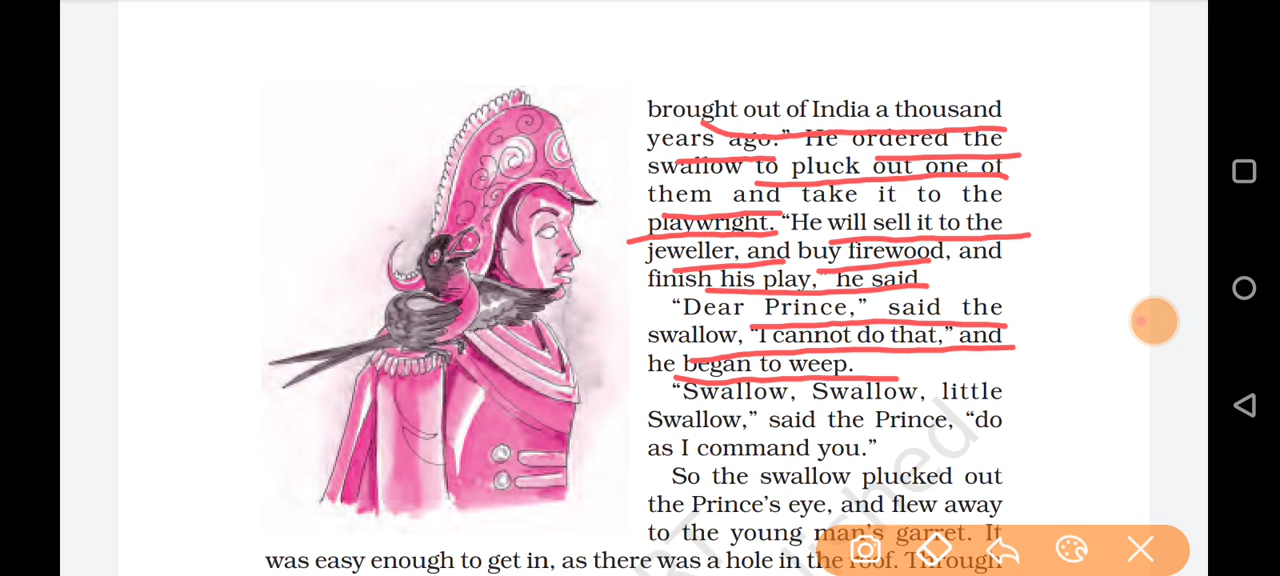 brought out of India a thousand
years ago.” He ordered the
swallow to pluck out one of
them and take it to the
playwright. “He will sell it to the
jeweller, and buy firewood, and
finish his play,” he said.
“Dear Prince,” said the
swallow, “I cannot do that,” and
he began to weep.
“Swallow, Swallow, little
Swallow,” said the Prince, “do
as I command you.”
So the swallow plucked out
the Prince’s eye, and flew away
to the young man’s garret. It
was easy enough to get in, as there was a hole in the roof. Through